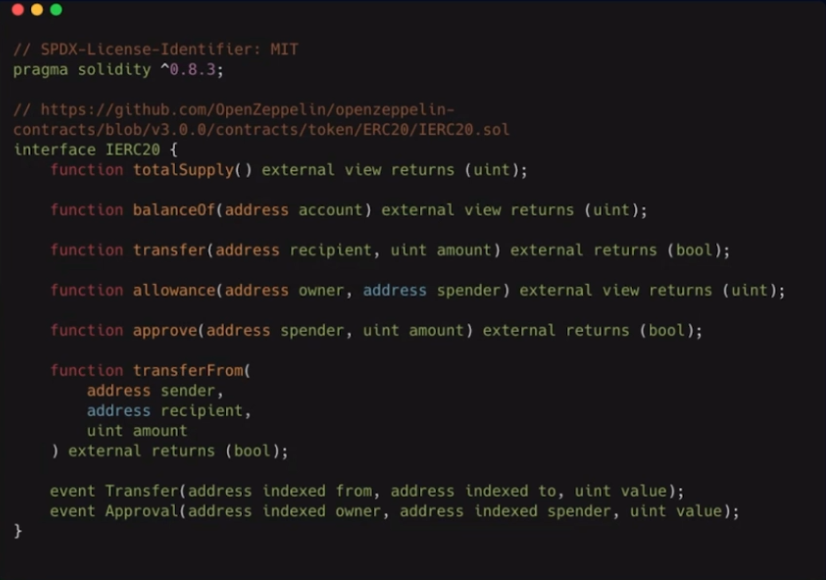 // SPDX-License-Identifier: MIT
pragma solidity ^0.8.3;
// https://github.com/OpenZeppelin/openzeppelin-
contracts/blob/v3.0.0/contracts/token/ERC20/IERC20.sol
interface IERC20 {
    function totalSupply() external view returns (uint);
    function balanceOf(address account) external view returns (uint);
    function transfer(address recipient, uint amount) external returns (bool);
    function allowance(address owner, address spender) external view returns (uint);
    function approve(address spender, uint amount) external returns (bool);
    function transferFrom(
        address sender,
        address recipient,
        uint amount
    ) external returns (bool);
    event Transfer(address indexed from, address indexed to, uint value);
    event Approval(address indexed owner, address indexed spender, uint value);
}